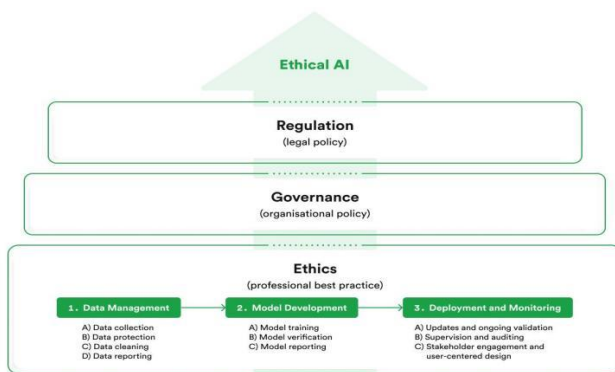 Ethical AI
Regulation
(legal policy)
Governance
(organisational policy)
Ethics
(professional best practice)
1. Data Management
A) Data collection
B) Data protection
C) Data cleaning
D) Data reporting
2. Model Development
A) Model training
B) Model verification
C) Model reporting
3. Deployment and Monitoring
A) Updates and ongoing validation
B) Supervision and auditing
C) Stakeholder engagement and
user-centered design